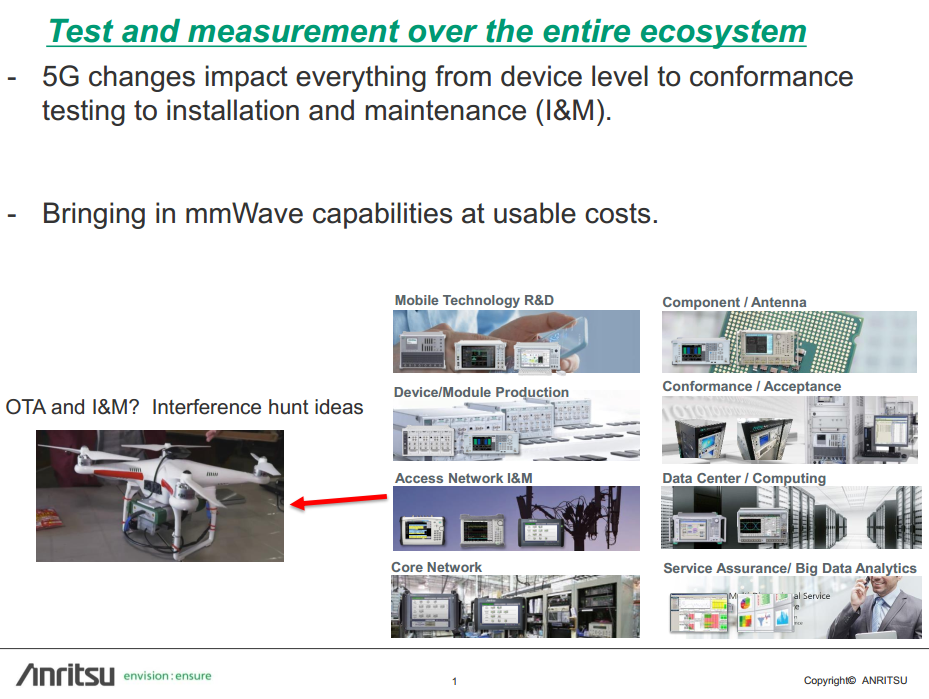 Test and measurement over the entire ecosystem
- 5G changes impact everything from device level to conformance
testing to installation and maintenance (I&M).
- Bringing in mmWave capabilities at usable costs.
Mobile Technology R&D
Component / Antenna
Device/Module Production
Conformance / Acceptance
OTA and I&M? Interference hunt ideas
Access Network I&M
Data Center / Computing
Core Network
Service Assurance/ Big Data Analytics
al Service
Anritsu envision : ensure
1
Copyright© ANRITSU